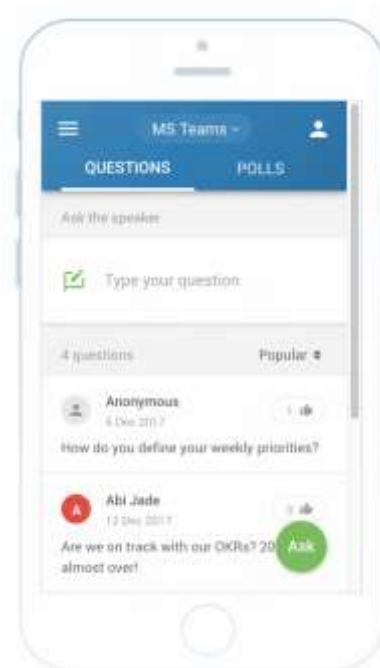 MS Teams
QUESTIONS POLLS
Ask the speaker
Type your question
4 questions Popular
Anonymous
6 Dec 2017 1
How do you define your weekly priorities?
A Abi Jade
12 Dec 2017
Are we on track with our OKRs? 20
almost over!
Ask